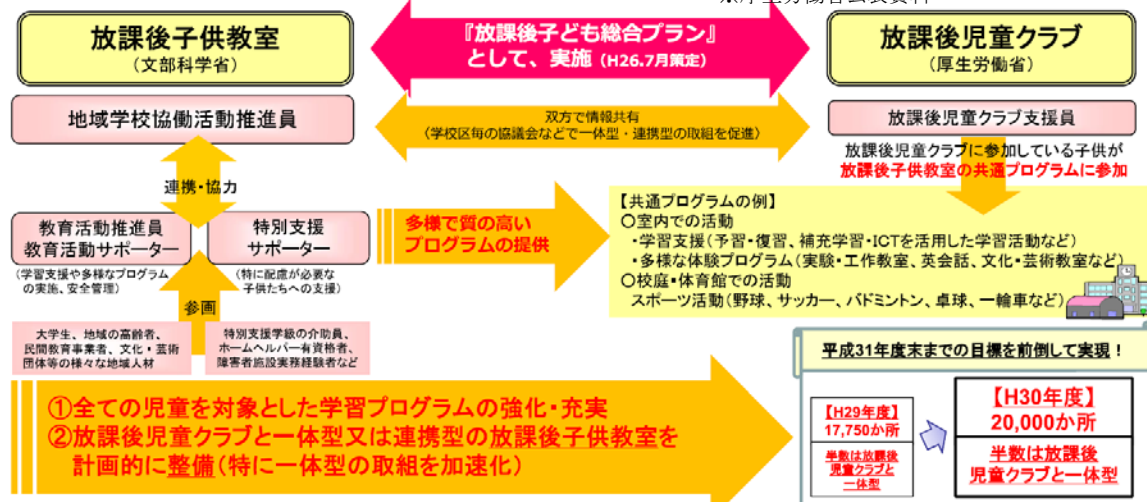 放課後子供教室
(文部科学省)
『放課後子ども総合プラン』
として、実施 (H26.7月策定)
放課後児童クラブ
(厚生労働省)
地域学校協働活動推進員
双方で情報共有
(学校区毎の協議会などで一体型・連携型の取組を促進)
放課後児童クラブ支援員
放課後児童クラブに参加している子供が
放課後子供教室の共通プログラムに参加
連携・協力
教育活動推進員
教育活動サポーター
(学習支援や多様なプログラム
の実施、安全管理)
特別支援
サポーター
(特に配慮が必要な
子供たちへの支援)
多様で質の高い
プログラムの提供
【共通プログラムの例】
○室内での活動
・学習支援(予習・復習、補充学習・ICTを活用した学習活動など)
・多様な体験プログラム(実験・工作教室、英会話、文化・芸術教室など)
○校庭・体育館での活動
スポーツ活動(野球、サッカー、バドミントン、卓球、一輪車など)
参画
大学生、地域の高齢者、
民間教育事業者、文化・芸術
団体等の様々な地域人材
特別支援学級の介助員、
ホームヘルパー有資格者、
障害者施設実務経験者など
①全ての児童を対象とした学習プログラムの強化・充実
②放課後児童クラブと一体型又は連携型の放課後子供教室を
計画的に整備(特に一体型の取組を加速化)
平成31年度末までの目標を前倒して実現！
【H29年度】
17,750か所
半数は放課後
児童クラブと
一体型
【H30年度】
20,000か所
半数は放課後
児童クラブと一体型